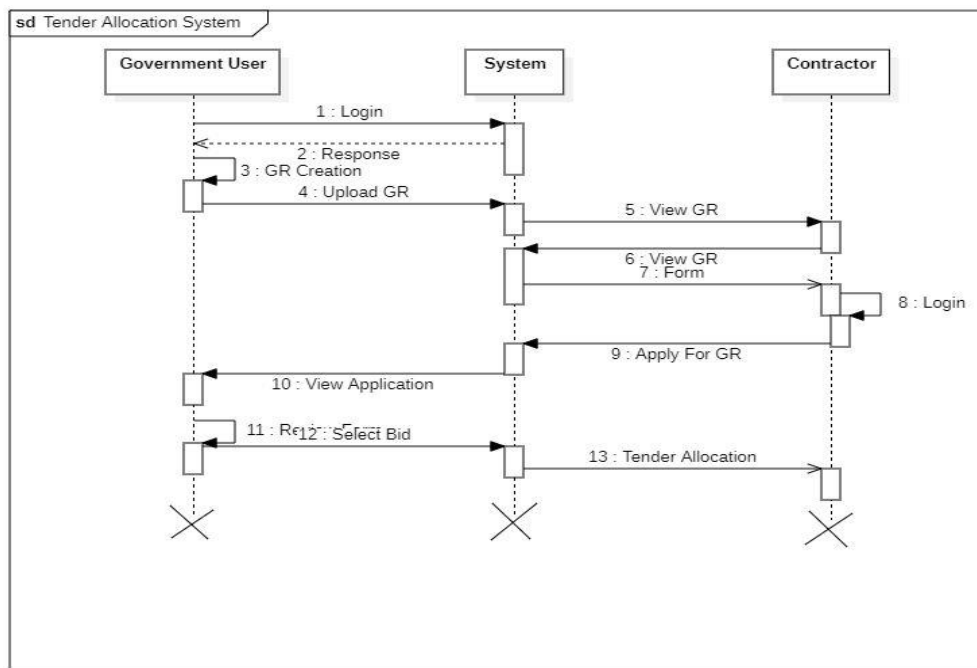 sd Tender Allocation System
Government User
System
Contractor
1 : Login
2 : Response
3 : GR Creation
4 : Upload GR
5 : View GR
6 : View GR
7 : Form
8 : Login
9 : Apply For GR
10 : View Application
11 :
12 : Select Bid
13 : Tender Allocation